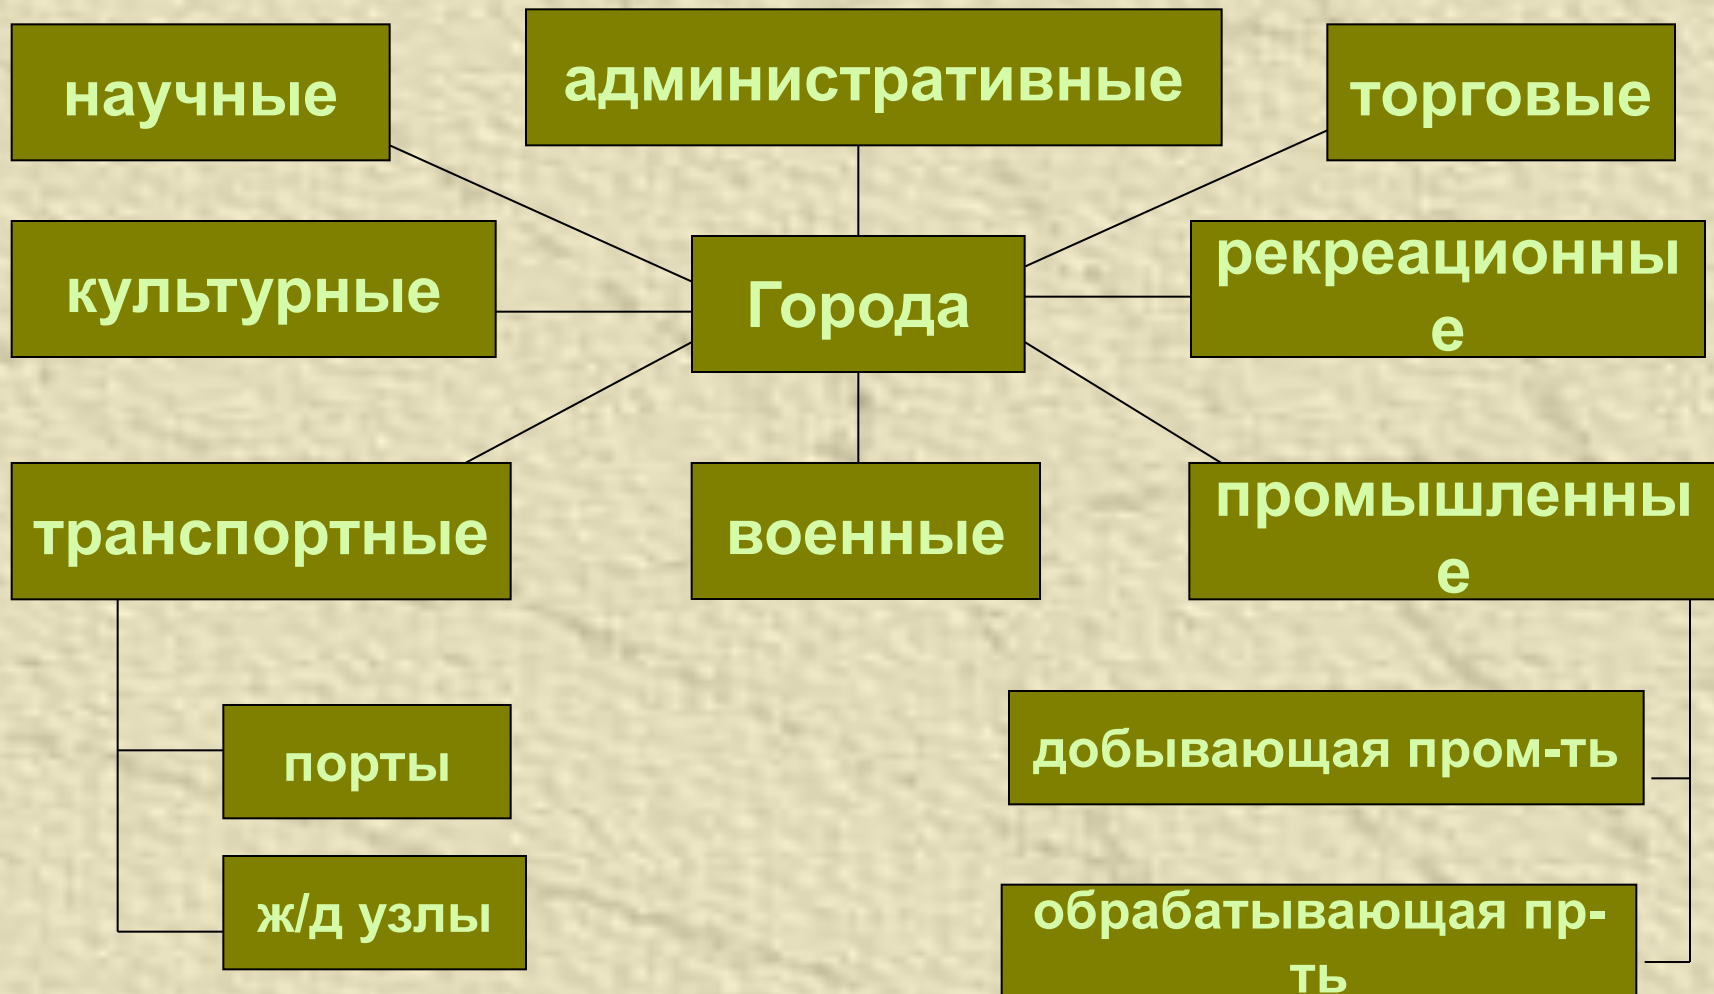 научные
административные
торговые
культурные
Города
рекреационны
е
транспортные
военные
промышленны
е
порты
добывающая пром-ть
ж/д узлы
обрабатывающая пр-
ть